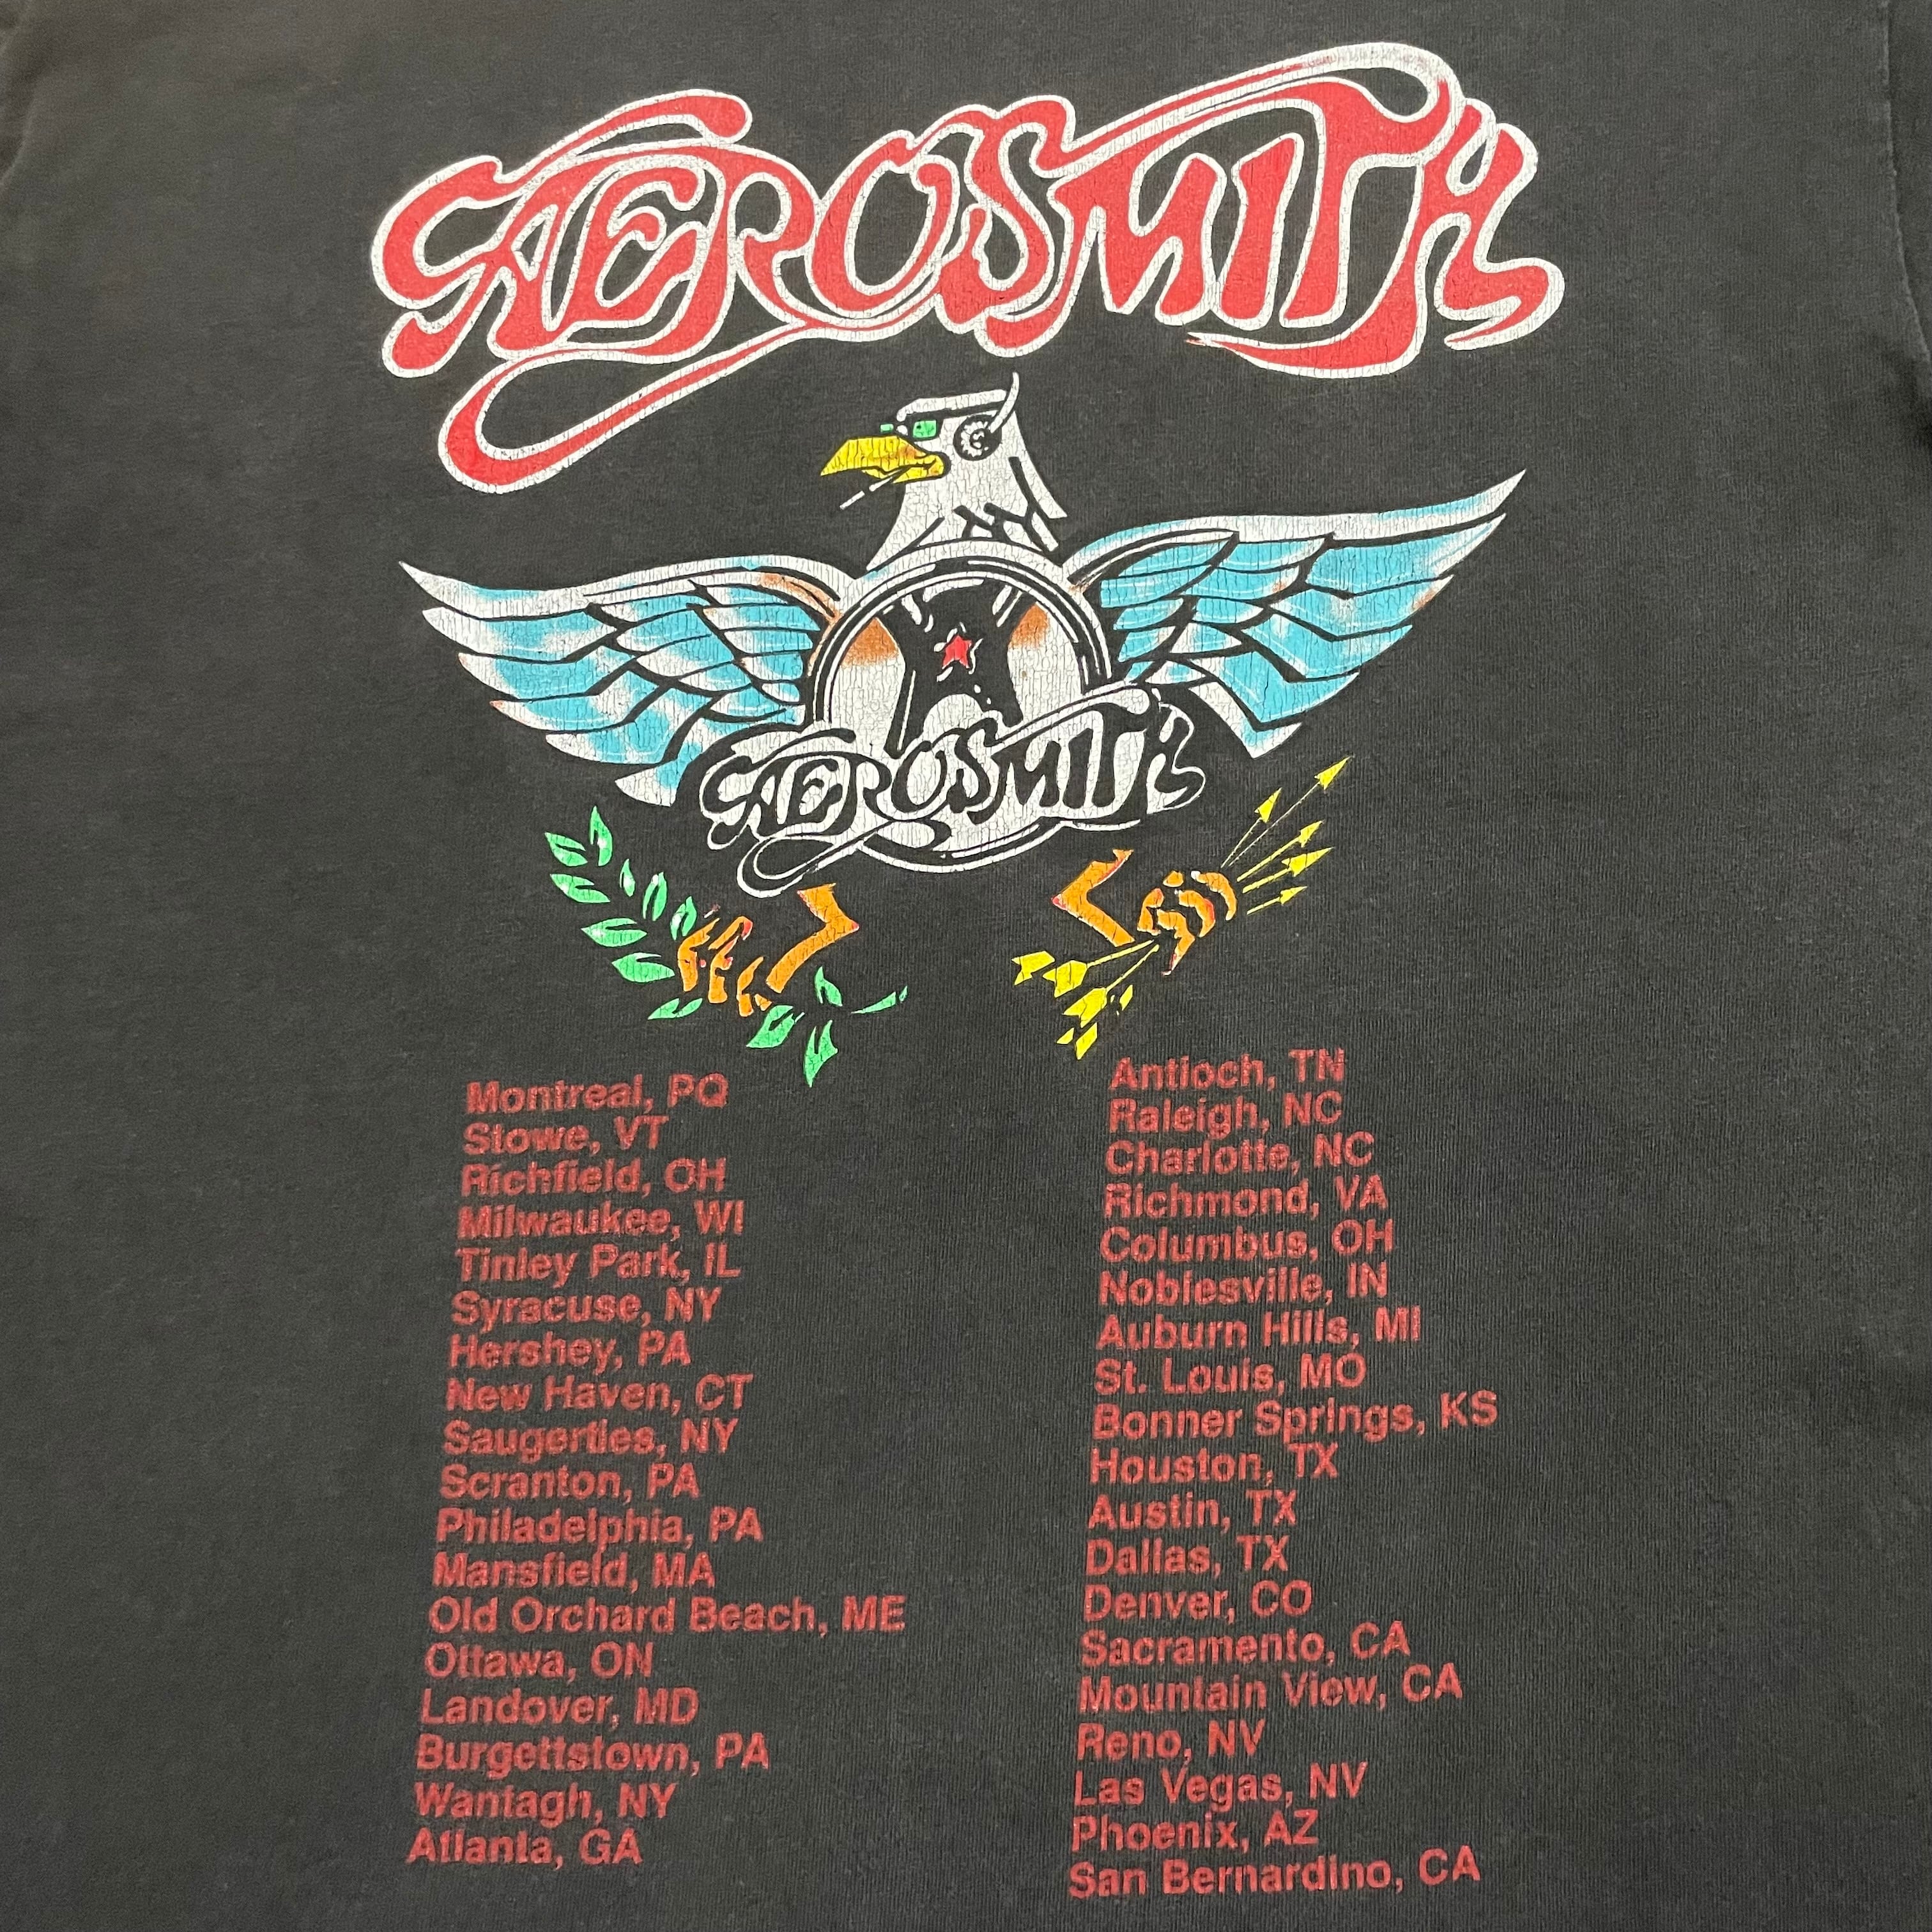 AEROSMITH
AEROSMITH
Montreal, PQ
Stowe, VT
Richfield, OH
Milwaukee, WI
Tinley Park, IL
Syracuse, NY
Hershey, PA
New Haven, CT
Saugerties, NY
Scranton, PA
Philadelphia, PA
Mansfield, MA
Old Orchard Beach, ME
Ottawa, ON
Landover, MD
Burgettstown, PA
Wantagh, NY
Atlanta, GA
Antioch, TN
Raleigh, NC
Charlotte, NC
Richmond, VA
Columbus, OH
Noblesville, IN
Auburn Hills, MI
St. Louis, MO
Bonner Springs, KS
Houston, TX
Austin, TX
Dallas, TX
Denver, CO
Sacramento, CA
Mountain View, CA
Reno, NV
Las Vegas, NV
Phoenix, AZ
San Bernardino, CA